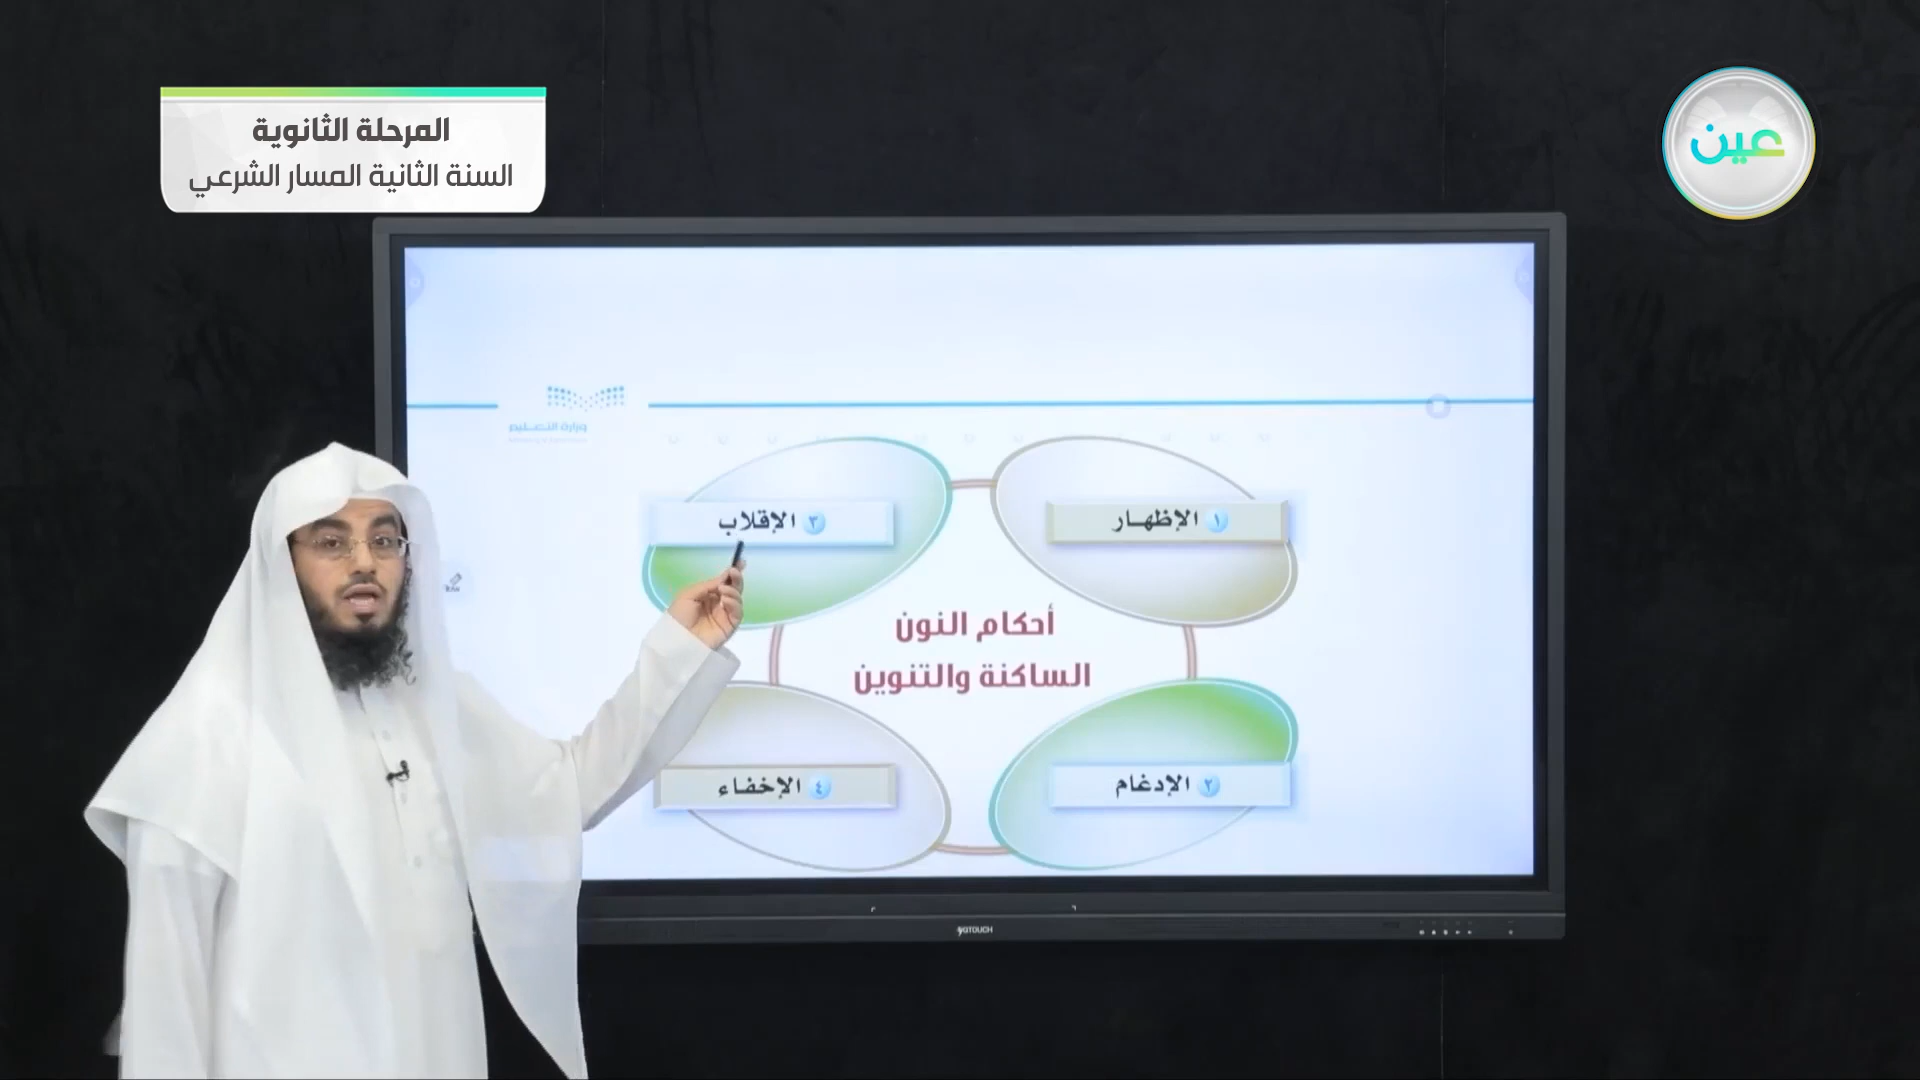 المرحلة الثانوية
السنة الثانية المسار الشرعي
عين
وزارة التعليم
١ الإظهار
٣ الإقلاب
أحكام النون
الساكنة والتنوين
٢ الإدغام
٤ الإخفاء